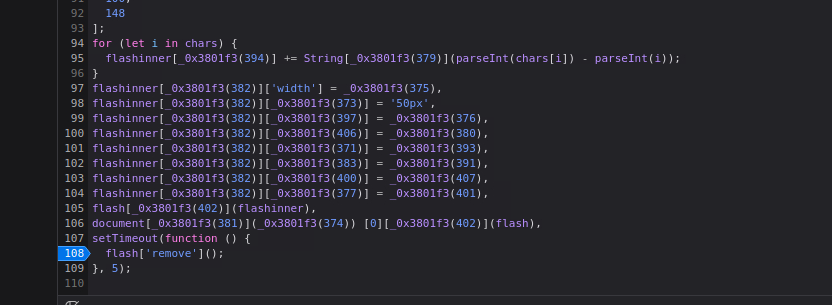 92 148
93 ];
94 for (let i in chars) {
95 flashinner[_0x3801f3(394)] += String[_0x3801f3(379)](parseInt(chars[i]) - parseInt(i));
96 }
97 flashinner[_0x3801f3(382)]['width'] = _0x3801f3(375),
98 flashinner[_0x3801f3(382)][_0x3801f3(373)] = '50px',
99 flashinner[_0x3801f3(382)][_0x3801f3(397)] = _0x3801f3(376),
100 flashinner[_0x3801f3(382)][_0x3801f3(406)] = _0x3801f3(380),
101 flashinner[_0x3801f3(382)][_0x3801f3(371)] = _0x3801f3(393),
102 flashinner[_0x3801f3(382)][_0x3801f3(383)] = _0x3801f3(391),
103 flashinner[_0x3801f3(382)][_0x3801f3(400)] = _0x3801f3(407),
104 flashinner[_0x3801f3(382)][_0x3801f3(377)] = _0x3801f3(401),
105 flash[_0x3801f3(402)](flashinner),
106 document[_0x3801f3(381)](_0x3801f3(374)) [0][_0x3801f3(402)](flash),
107 setTimeout(function () {
108 flash['remove']();
109 }, 5);
110